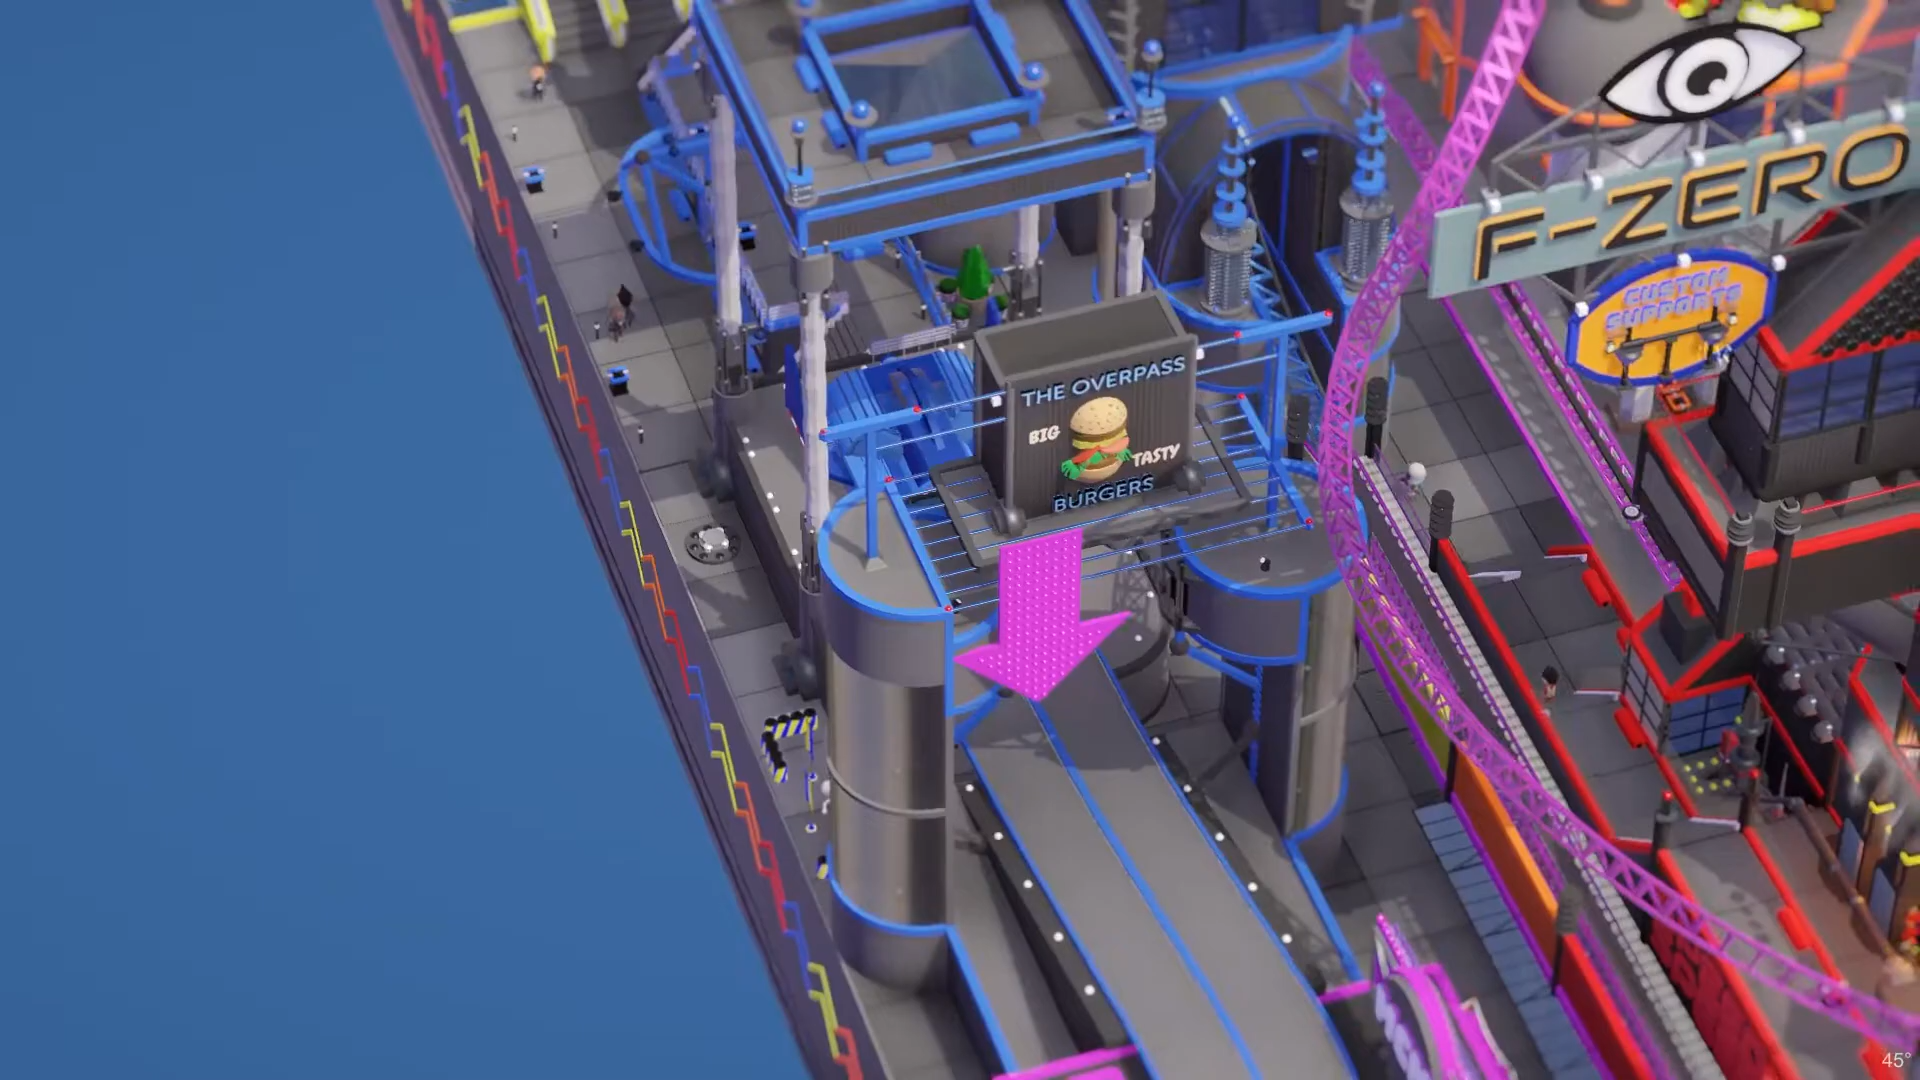 F-ZERO
CUSTOM
SUPPORTS
THE OVERPASS
BIG
TASTY
BURGERS
45°